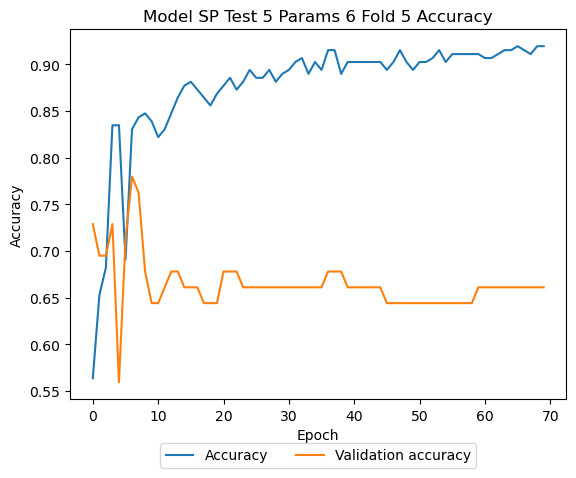 Model SP Test 5 Params 6 Fold 5 Accuracy
0.90
0.85
0.80
0.75
0.70
0.65
0.60
0.55
Accuracy
0 10 20 30 40 50 60 70
Epoch
Accuracy Validation accuracy